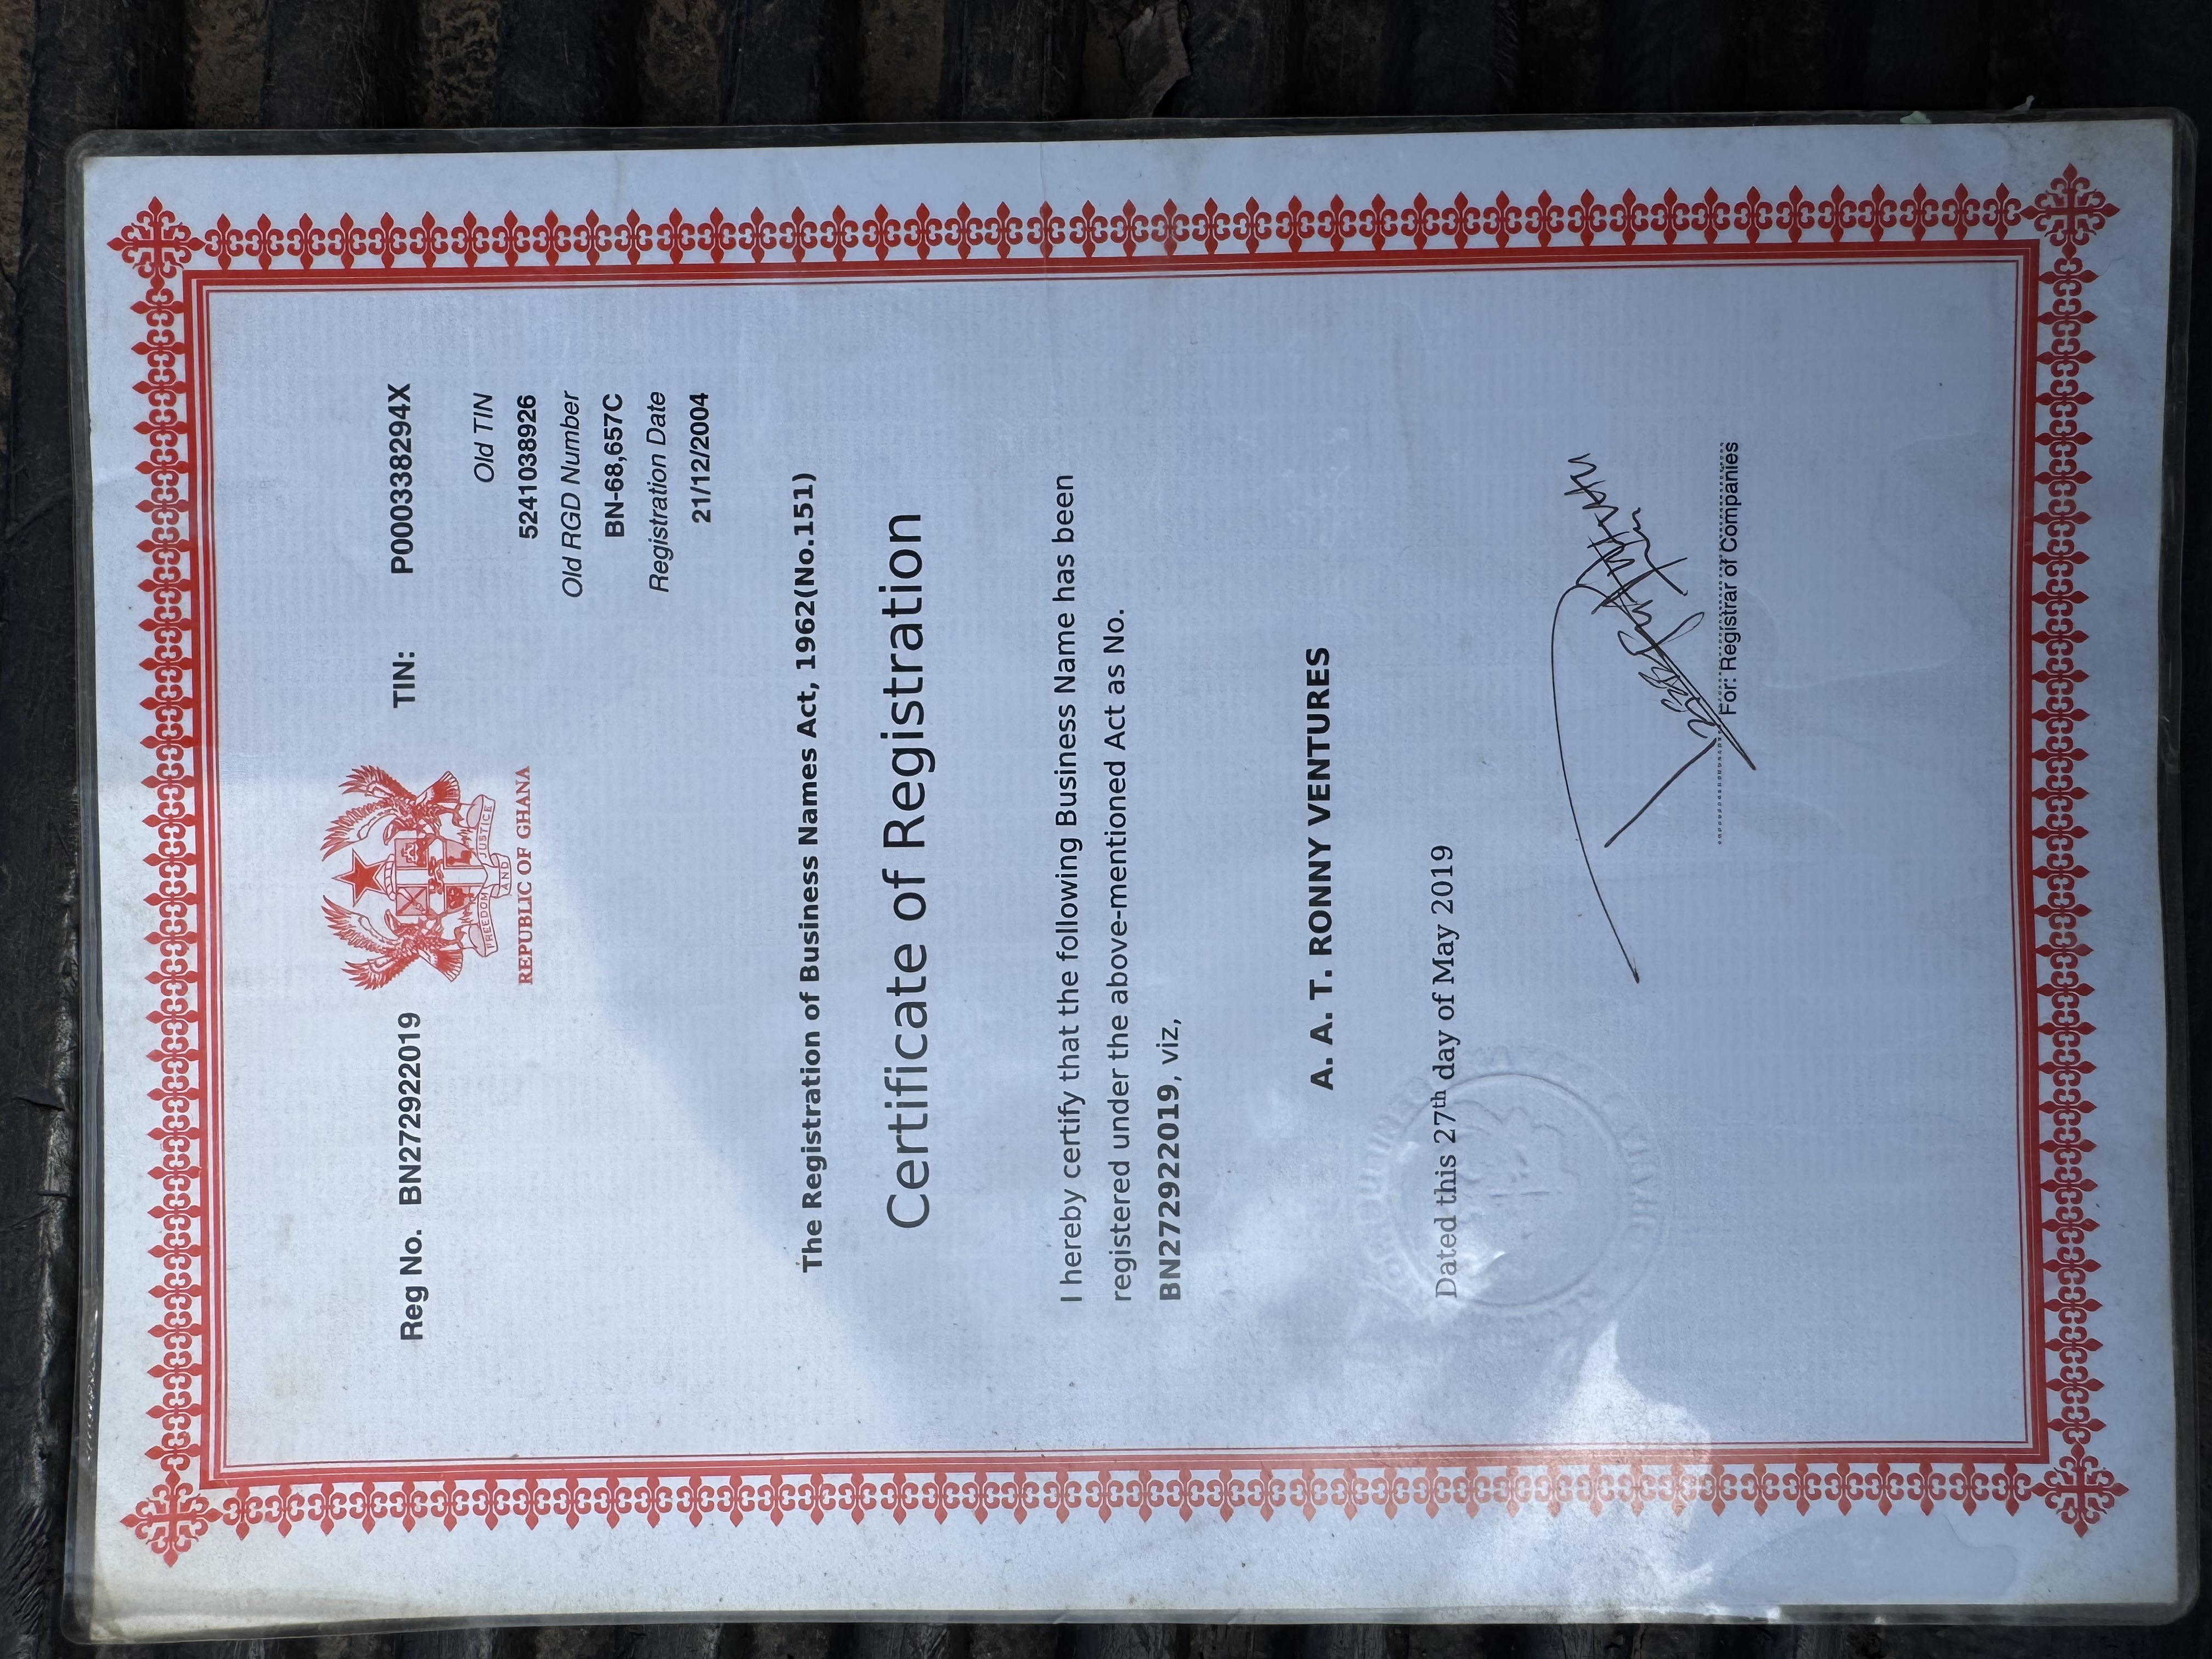 Reg No. BN272922019
TIN: P000338294X
FREEDOM AND JUSTICE
REPUBLIC OF GHANA
Old TIN
5241038926
Old RGD Number
BN-68,657C
Registration Date
21/12/2004
The Registration of Business Names Act, 1962(No.151)
Certificate of Registration
I hereby certify that the following Business Name has been
registered under the above-mentioned Act as No.
BN272922019, viz,
A. A. T. RONNY VENTURES
Dated this 27th day of May 2019
For: Registrar of Companies